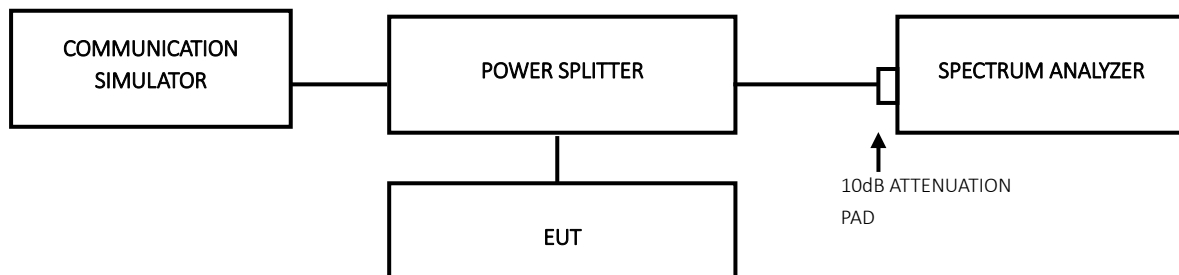 COMMUNICATION
SIMULATOR
POWER SPLITTER
SPECTRUM ANALYZER
10dB ATTENUATION
PAD
EUT